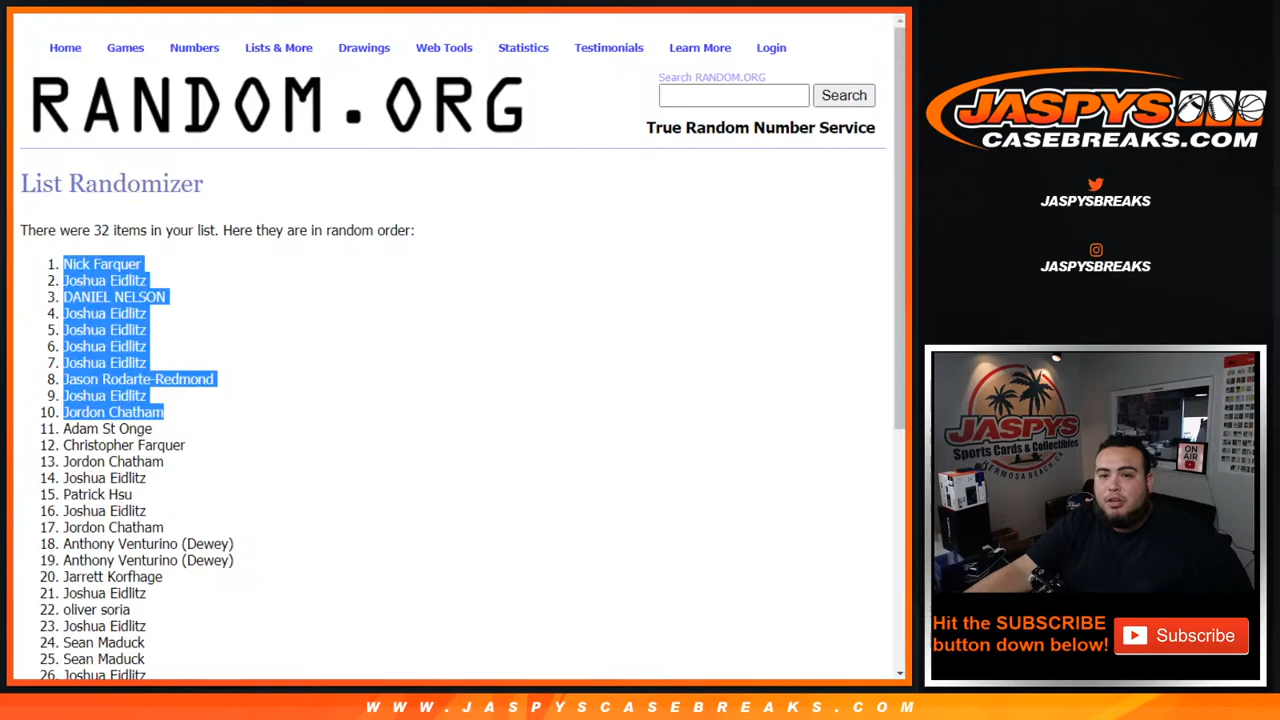 Home Games Numbers Lists & More Drawings Web Tools Statistics Testimonials Learn More Login
RANDOM.ORG
Search RANDOM.ORG
Search
True Random Number Service
List Randomizer
There were 32 items in your list. Here they are in random order:
1. Nick Farquer
2. Joshua Eidlitz
3. DANIEL NELSON
4. Joshua Eidlitz
5. Joshua Eidlitz
6. Joshua Eidlitz
7. Joshua Eidlitz
8. Jason Rodarte-Redmond
9. Joshua Eidlitz
10. Jordon Chatham
11. Adam St Onge
12. Christopher Farquer
13. Jordon Chatham
14. Joshua Eidlitz
15. Patrick Hsu
16. Joshua Eidlitz
17. Jordon Chatham
18. Anthony Venturino (Dewey)
19. Anthony Venturino (Dewey)
20. Jarrett Korfhage
21. Joshua Eidlitz
22. oliver soria
23. Joshua Eidlitz
24. Sean Maduck
25. Sean Maduck
26. Joshua Eidlitz
JASPYS
CASEBREAKS.COM
JASPYSBREAKS
JASPYSBREAKS
JASPYS
Sports Cards & Collectibles
HERMOSA BEACH, CA
ON AIR
Hit the SUBSCRIBE
button down below!
Subscribe
WWW.JASPYSCASEBREAKS.COM